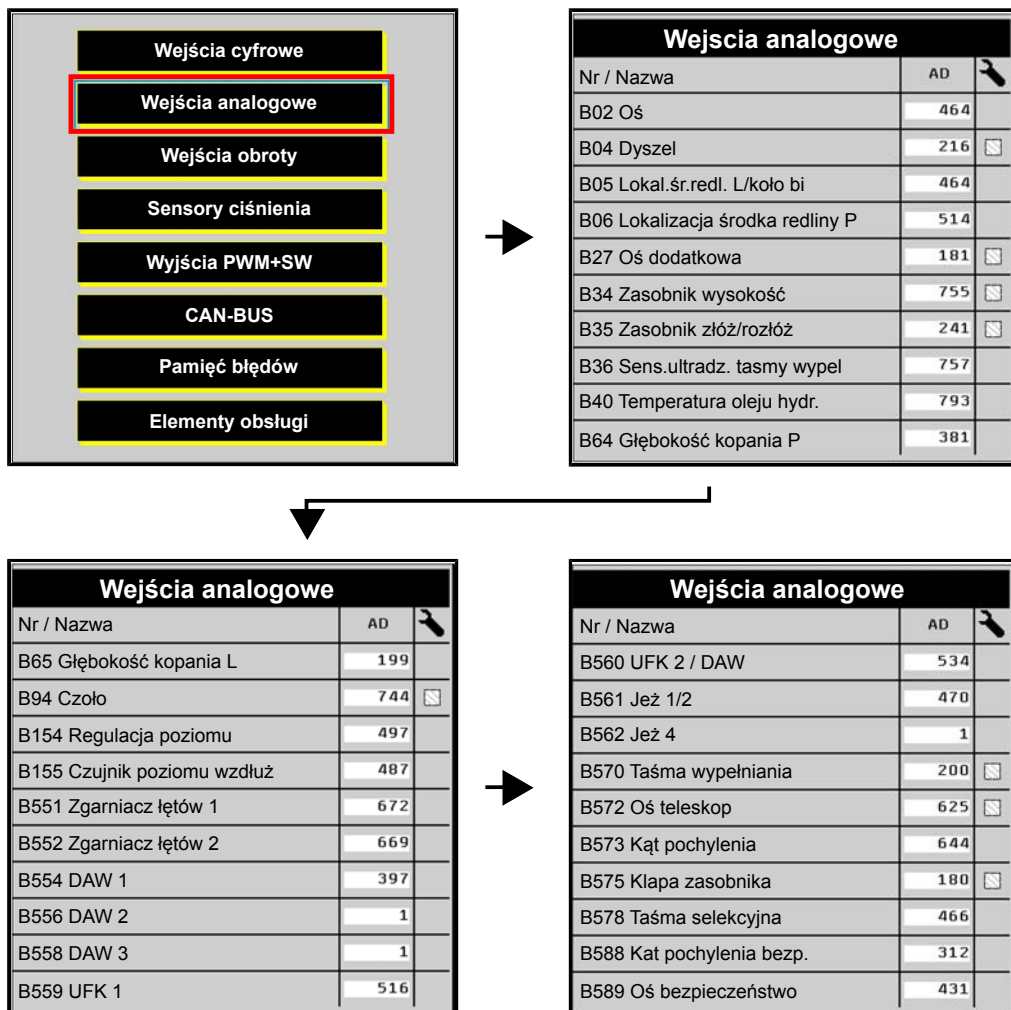 Wejścia cyfrowe
Wejścia analogowe
Wejścia obroty
Sensory ciśnienia
Wyjścia PWM+SW
CAN-BUS
Pamięć błędów
Elementy obsługi
Wejscia analogowe
Nr / Nazwa AD
B02 Oś 464
B04 Dyszel 216
B05 Lokal.śr.redl. L/koło bi 464
B06 Lokalizacja środka redliny P 514
B27 Oś dodatkowa 181
B34 Zasobnik wysokość 755
B35 Zasobnik złóż/rozłóż 241
B36 Sens.ultradz. tasmy wypel 757
B40 Temperatura oleju hydr. 793
B64 Głębokość kopania P 381
Wejścia analogowe
Nr / Nazwa AD
B65 Głębokość kopania L 199
B94 Czoło 744
B154 Regulacja poziomu 497
B155 Czujnik poziomu wzdłuż 487
B551 Zgarniacz łętów 1 672
B552 Zgarniacz łętów 2 669
B554 DAW 1 397
B556 DAW 2 1
B558 DAW 3 1
B559 UFK 1 516
Wejścia analogowe
Nr / Nazwa AD
B560 UFK 2 / DAW 534
B561 Jeż 1/2 470
B562 Jeż 4 1
B570 Taśma wypełniania 200
B572 Oś teleskop 625
B573 Kąt pochylenia 644
B575 Klapa zasobnika 180
B578 Taśma selekcyjna 466
B588 Kat pochylenia bezp. 312
B589 Oś bezpieczeństwo 431